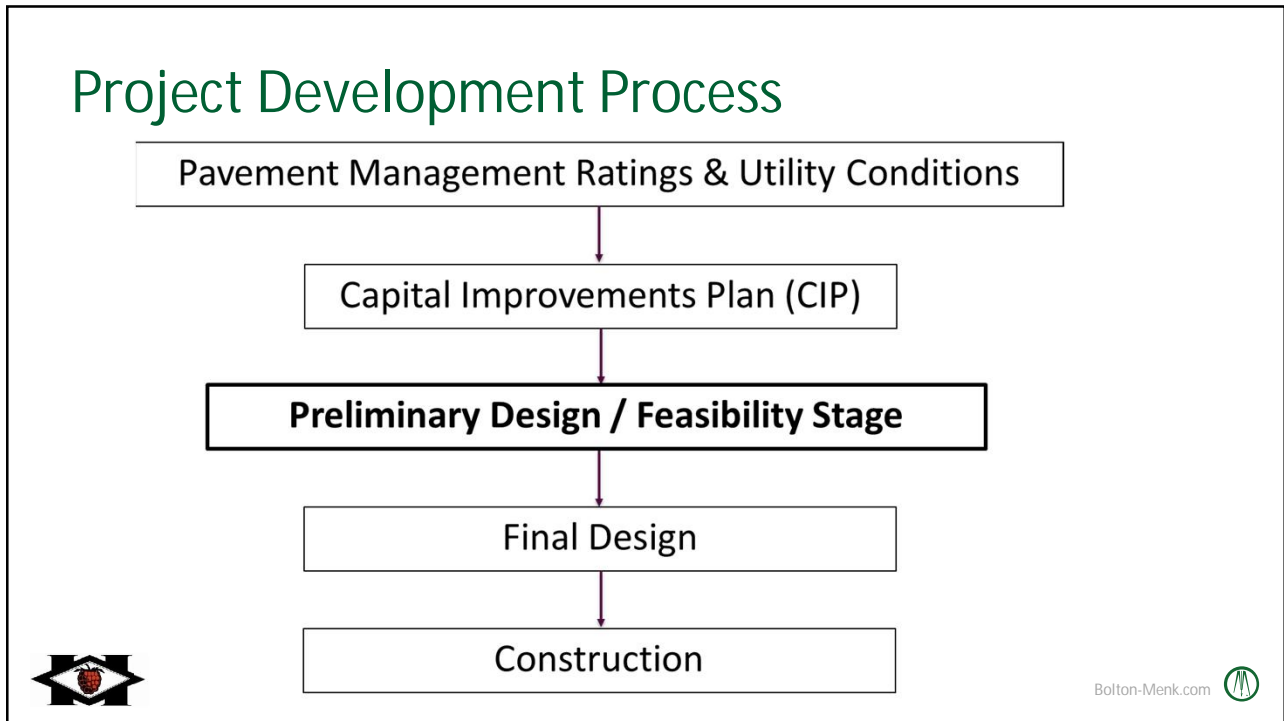 Project Development Process
Pavement Management Ratings & Utility Conditions
Capital Improvements Plan (CIP)
Preliminary Design / Feasibility Stage
Final Design
Construction
Bolton-Menk.com